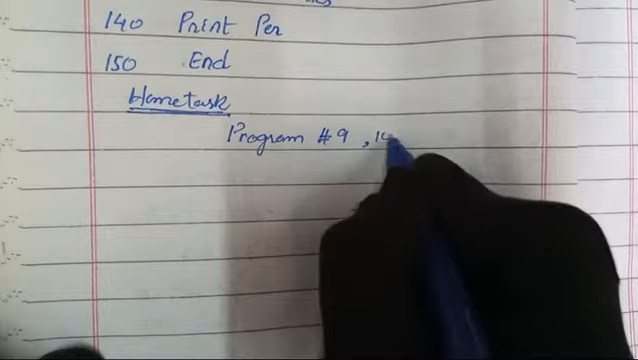 140 Print Per
150 End
Hometask
Program # 9 ,